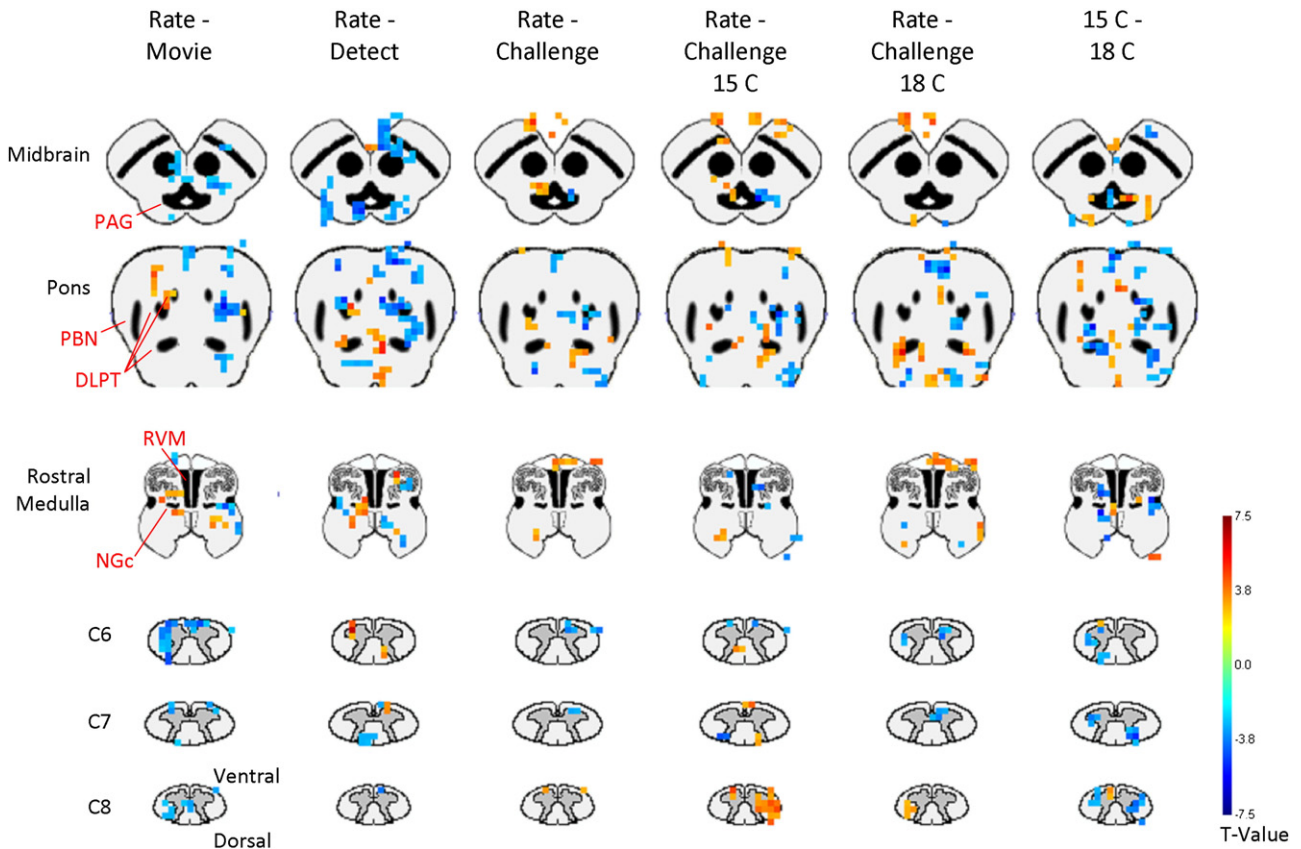 Rate -
Movie
Rate -
Detect
Rate -
Challenge
Rate -
Challenge
15 C
Rate -
Challenge
18 C
15 C -
18 C
Midbrain
PAG
Pons
PBN
DLPT
RVM
Rostral
Medulla
NGc
C6
C7
C8
Ventral
Dorsal
7.5
3.8
0.0
-3.8
-7.5
T-Value